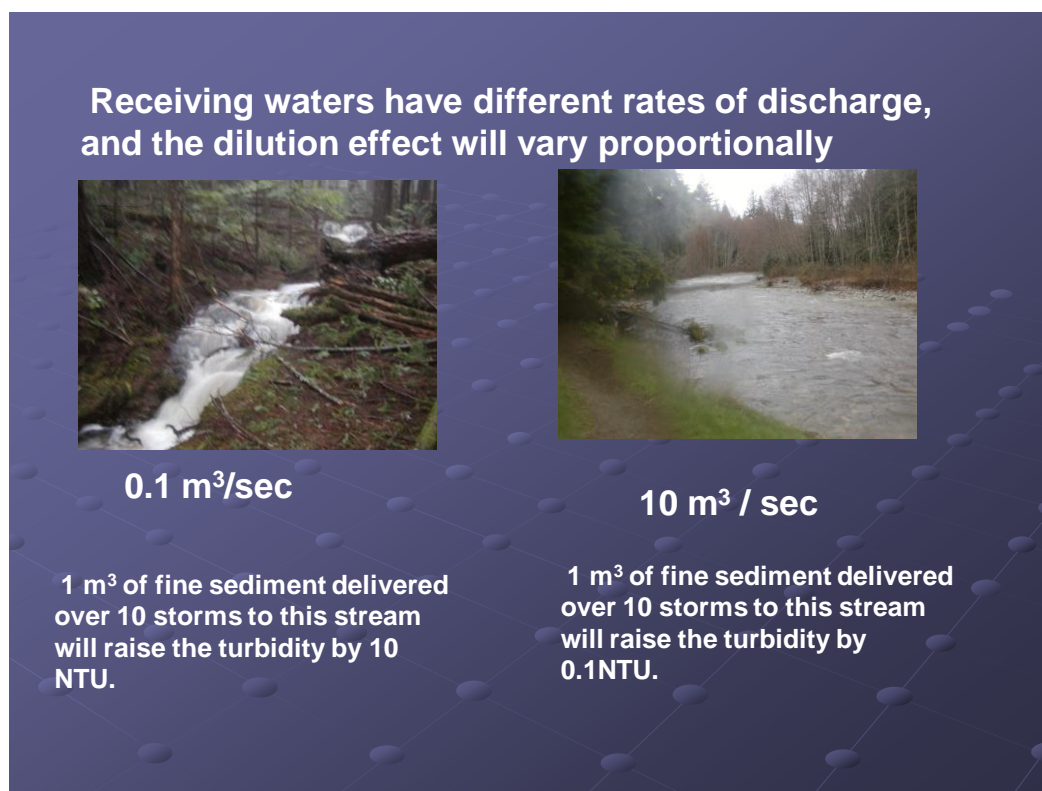 Receiving waters have different rates of discharge,
and the dilution effect will vary proportionally
0.1 m³/sec
1 m³ of fine sediment delivered
over 10 storms to this stream
will raise the turbidity by 10
NTU.
10 m³ / sec
1 m³ of fine sediment delivered
over 10 storms to this stream
will raise the turbidity by
0.1NTU.